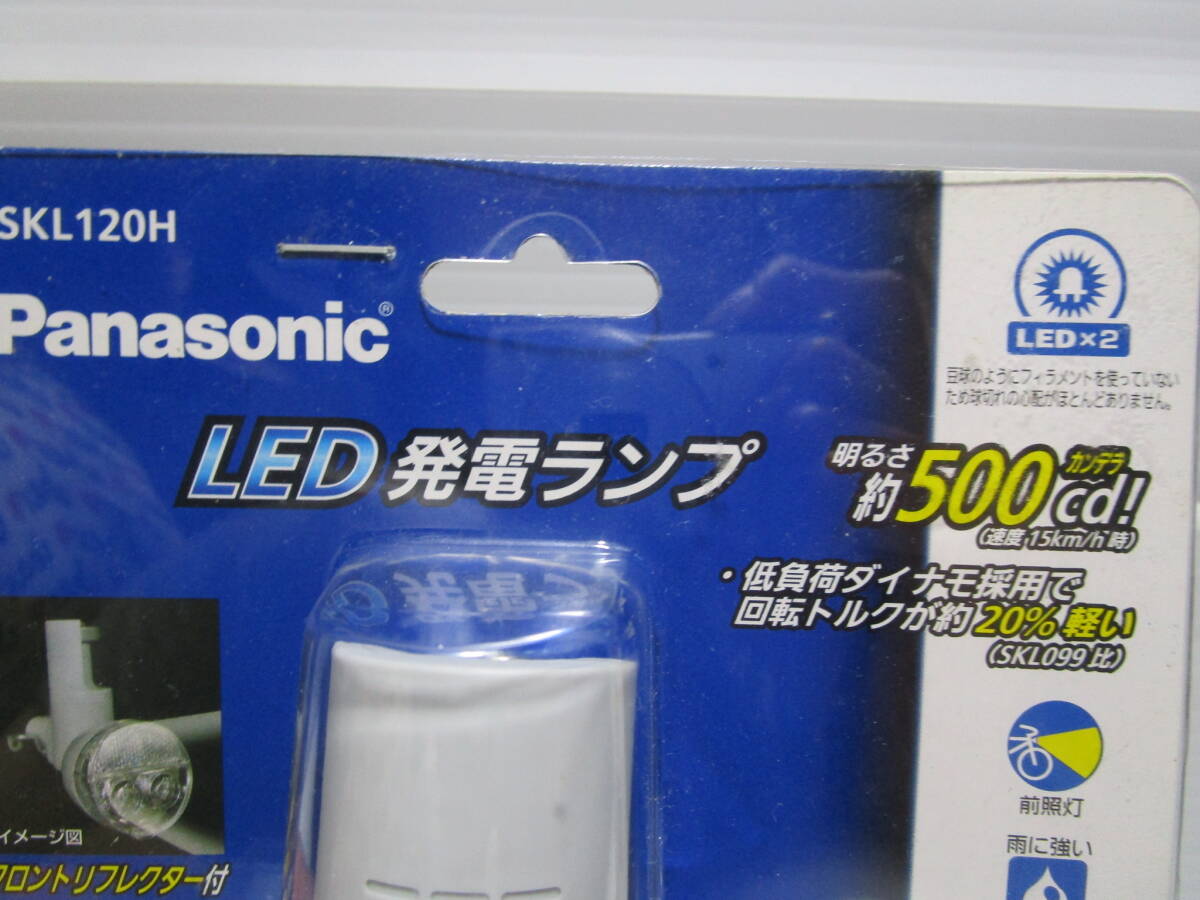 SKL120H
Panasonic®
LED×2
豆球のようにフィラメントを使っていない
ため球切れの心配がほとんどありません。
LED発電ランプ
明るさ
約500cd!
カンデラ
(速度15km/h時)
・低負荷ダイナモ採用で
回転トルクが約20%軽い
(SKL099比)
前照灯
雨に強い
イメージ図
フロントリフレクター付